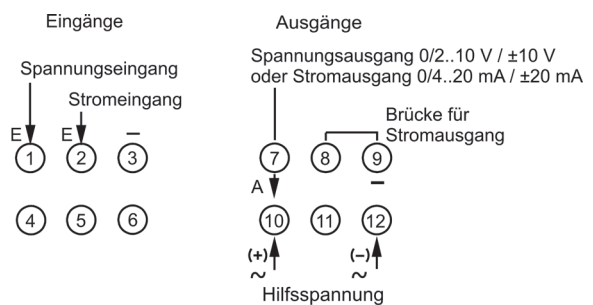 Eingänge
Ausgänge
Spannungseingang
Stromeingang
Spannungsausgang 0/2..10 V / ±10 V
oder Stromausgang 0/4..20 mA / ±20 mA
Brücke für
Stromausgang
E E –
1 2 3
7 8 9
A –
4 5 6
10 11 12
(+) (–)
~ ~
Hilfsspannung